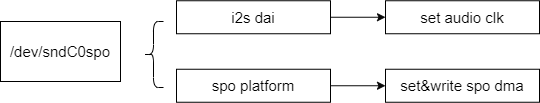 i2s dai
set audio clk
/dev/sndC0spo
spo platform
set&write spo dma